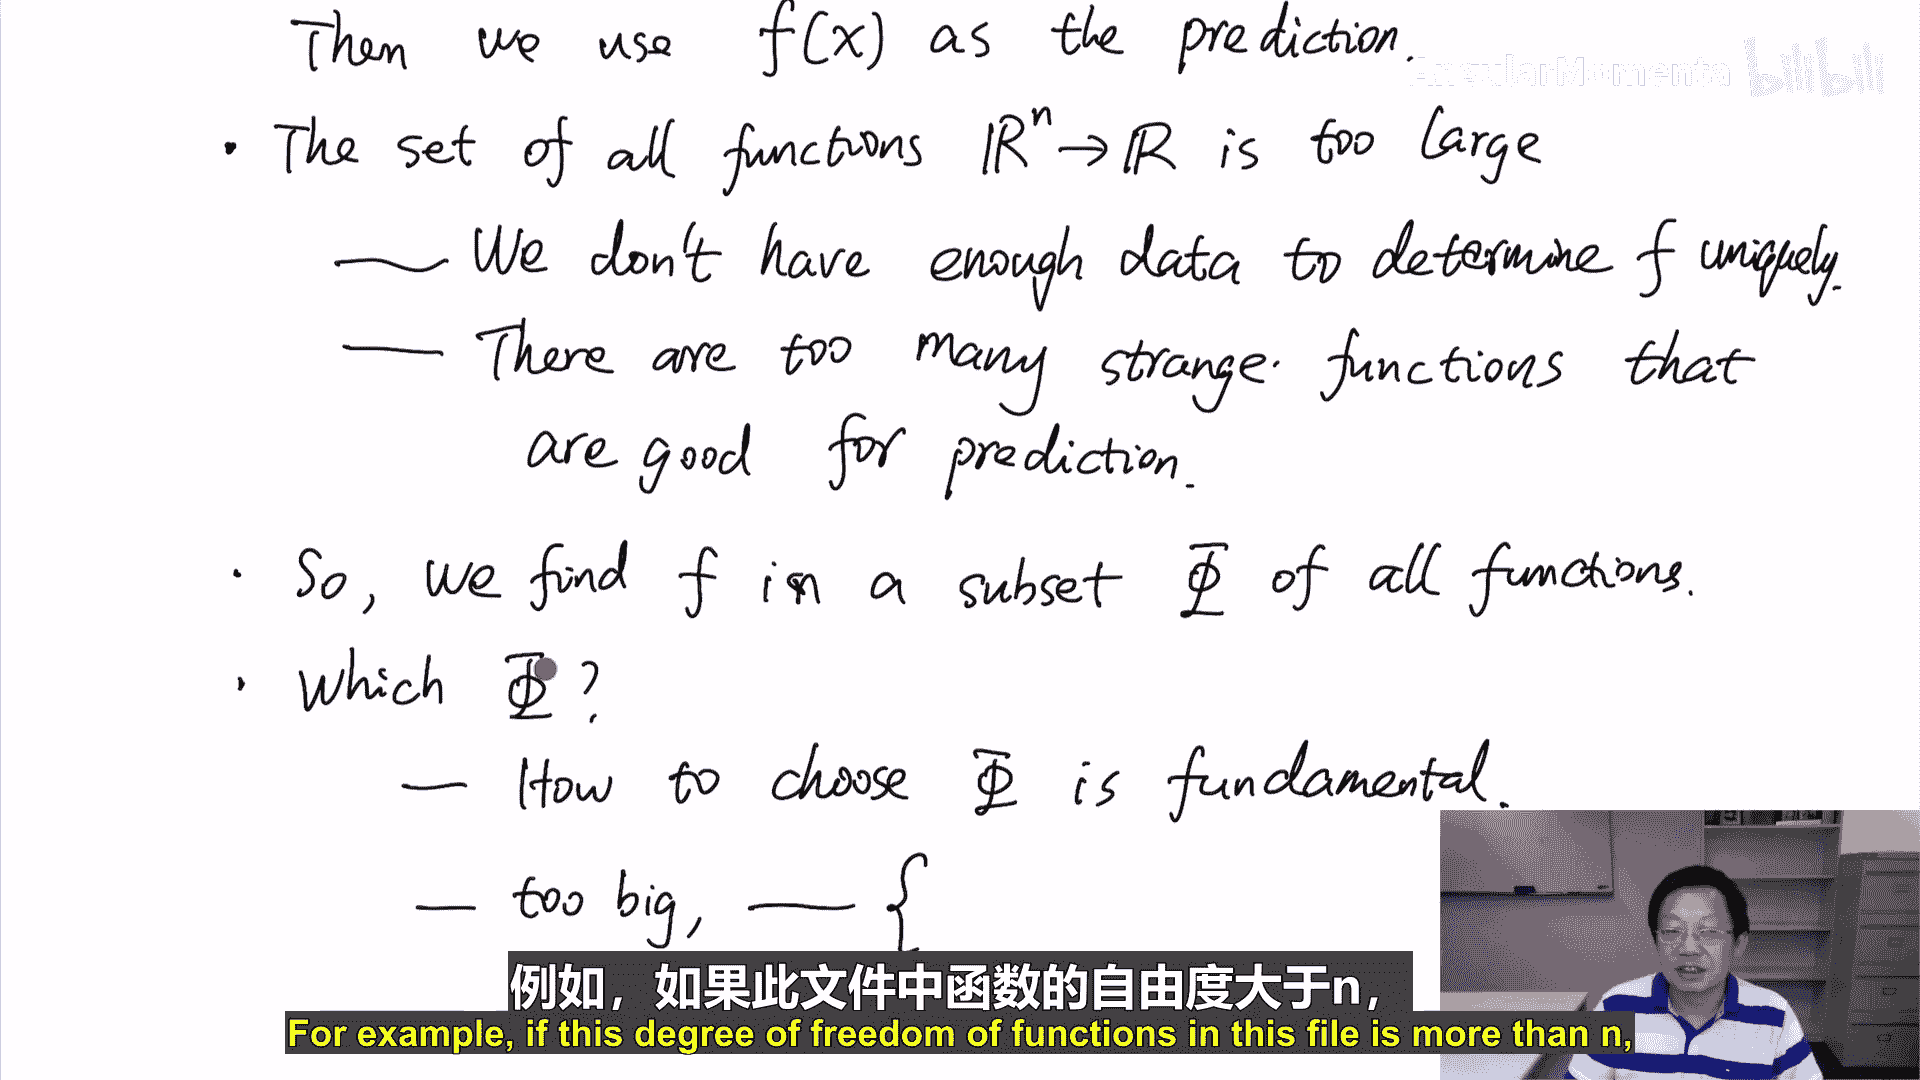 Then we use f(x) as the prediction.
AngularMomenta bilibili
· The set of all functions ℝⁿ → ℝ is too large
— We don't have enough data to determine f uniquely.
— There are too many strange functions that
are good for prediction.
· So, we find f in a subset Φ of all functions.
· Which Φ?
— How to choose Φ is fundamental.
— too big, — {
例如，如果此文件中函数的自由度大于n，
For example, if this degree of freedom of functions in this file is more than n,